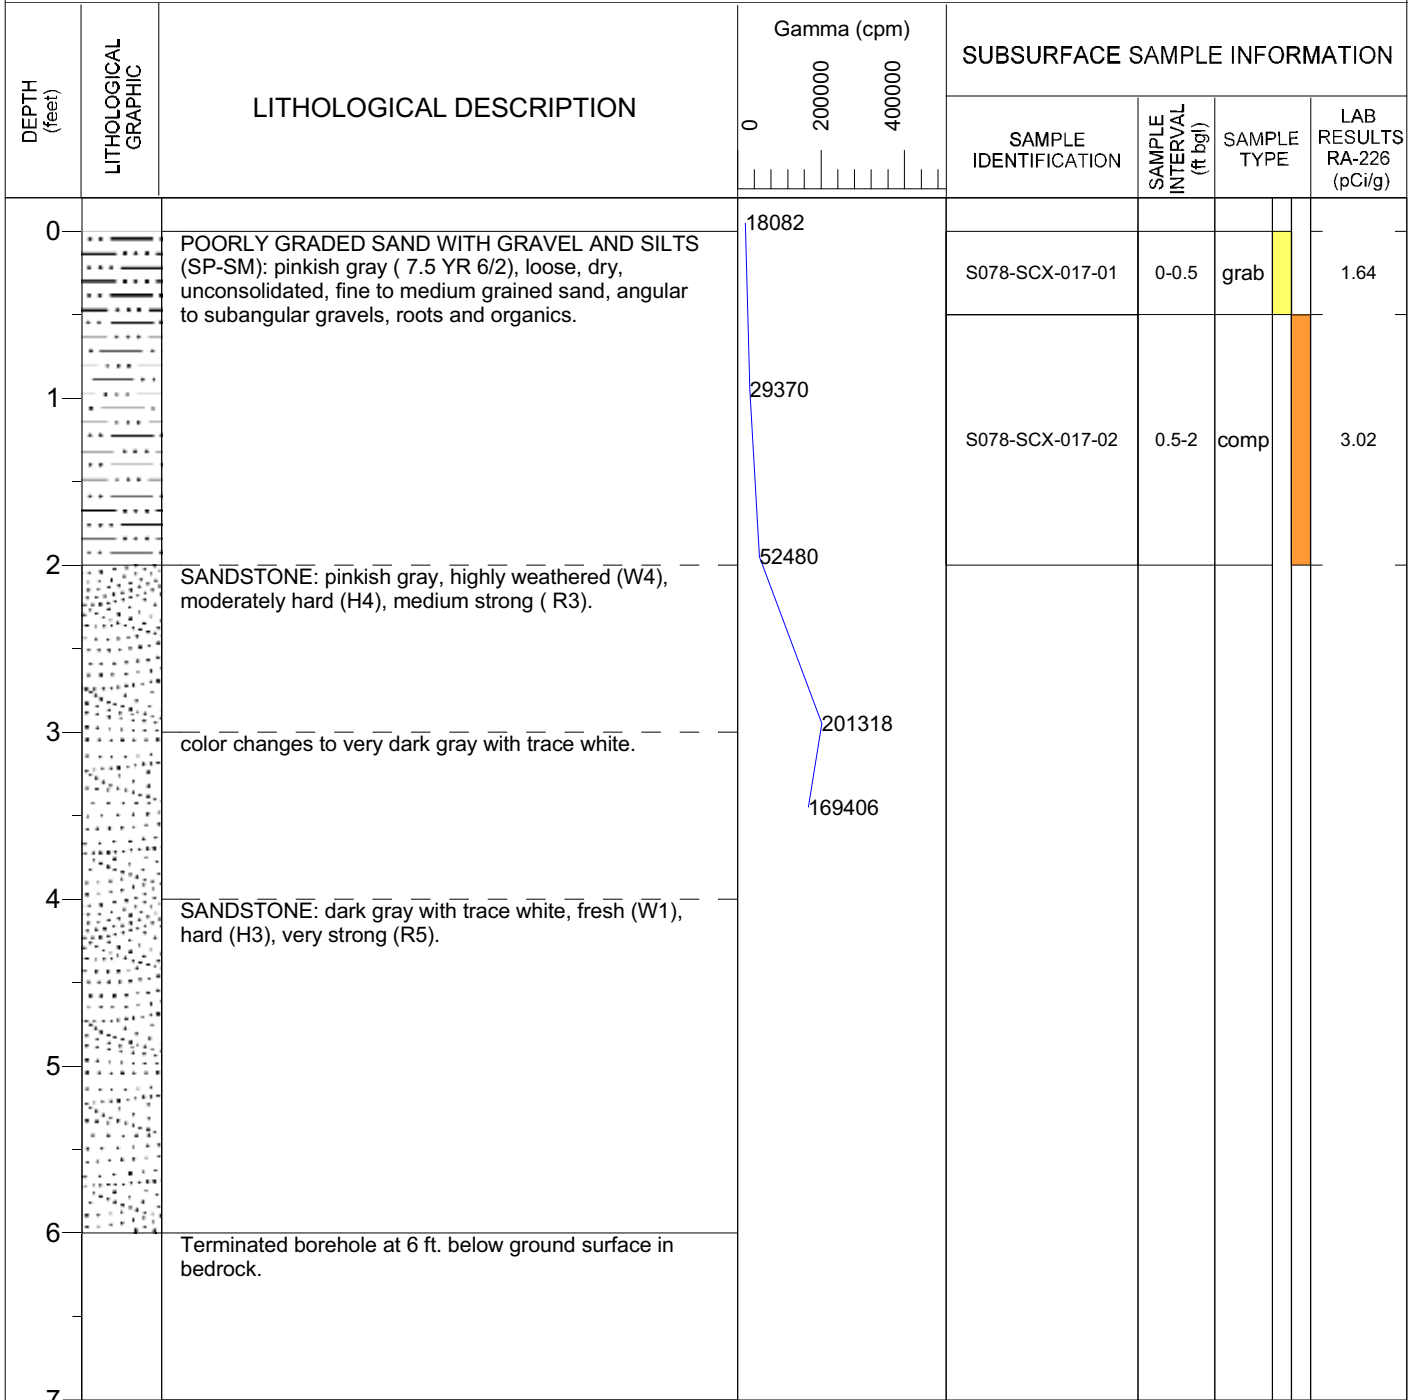 DEPTH
(feet)
LITHOLOGICAL
GRAPHIC
LITHOLOGICAL DESCRIPTION
Gamma (cpm)
0
200000
400000
SUBSURFACE SAMPLE INFORMATION
SAMPLE
IDENTIFICATION
SAMPLE
INTERVAL
(ft bgl)
SAMPLE
TYPE
LAB
RESULTS
RA-226
(pCi/g)
0
18082
POORLY GRADED SAND WITH GRAVEL AND SILTS
(SP-SM): pinkish gray ( 7.5 YR 6/2), loose, dry,
unconsolidated, fine to medium grained sand, angular
to subangular gravels, roots and organics.
S078-SCX-017-01 0-0.5 grab 1.64
1
29370
S078-SCX-017-02 0.5-2 comp 3.02
2
52480
SANDSTONE: pinkish gray, highly weathered (W4),
moderately hard (H4), medium strong ( R3).
3
201318
color changes to very dark gray with trace white.
169406
4
SANDSTONE: dark gray with trace white, fresh (W1),
hard (H3), very strong (R5).
5
6
Terminated borehole at 6 ft. below ground surface in
bedrock.
7